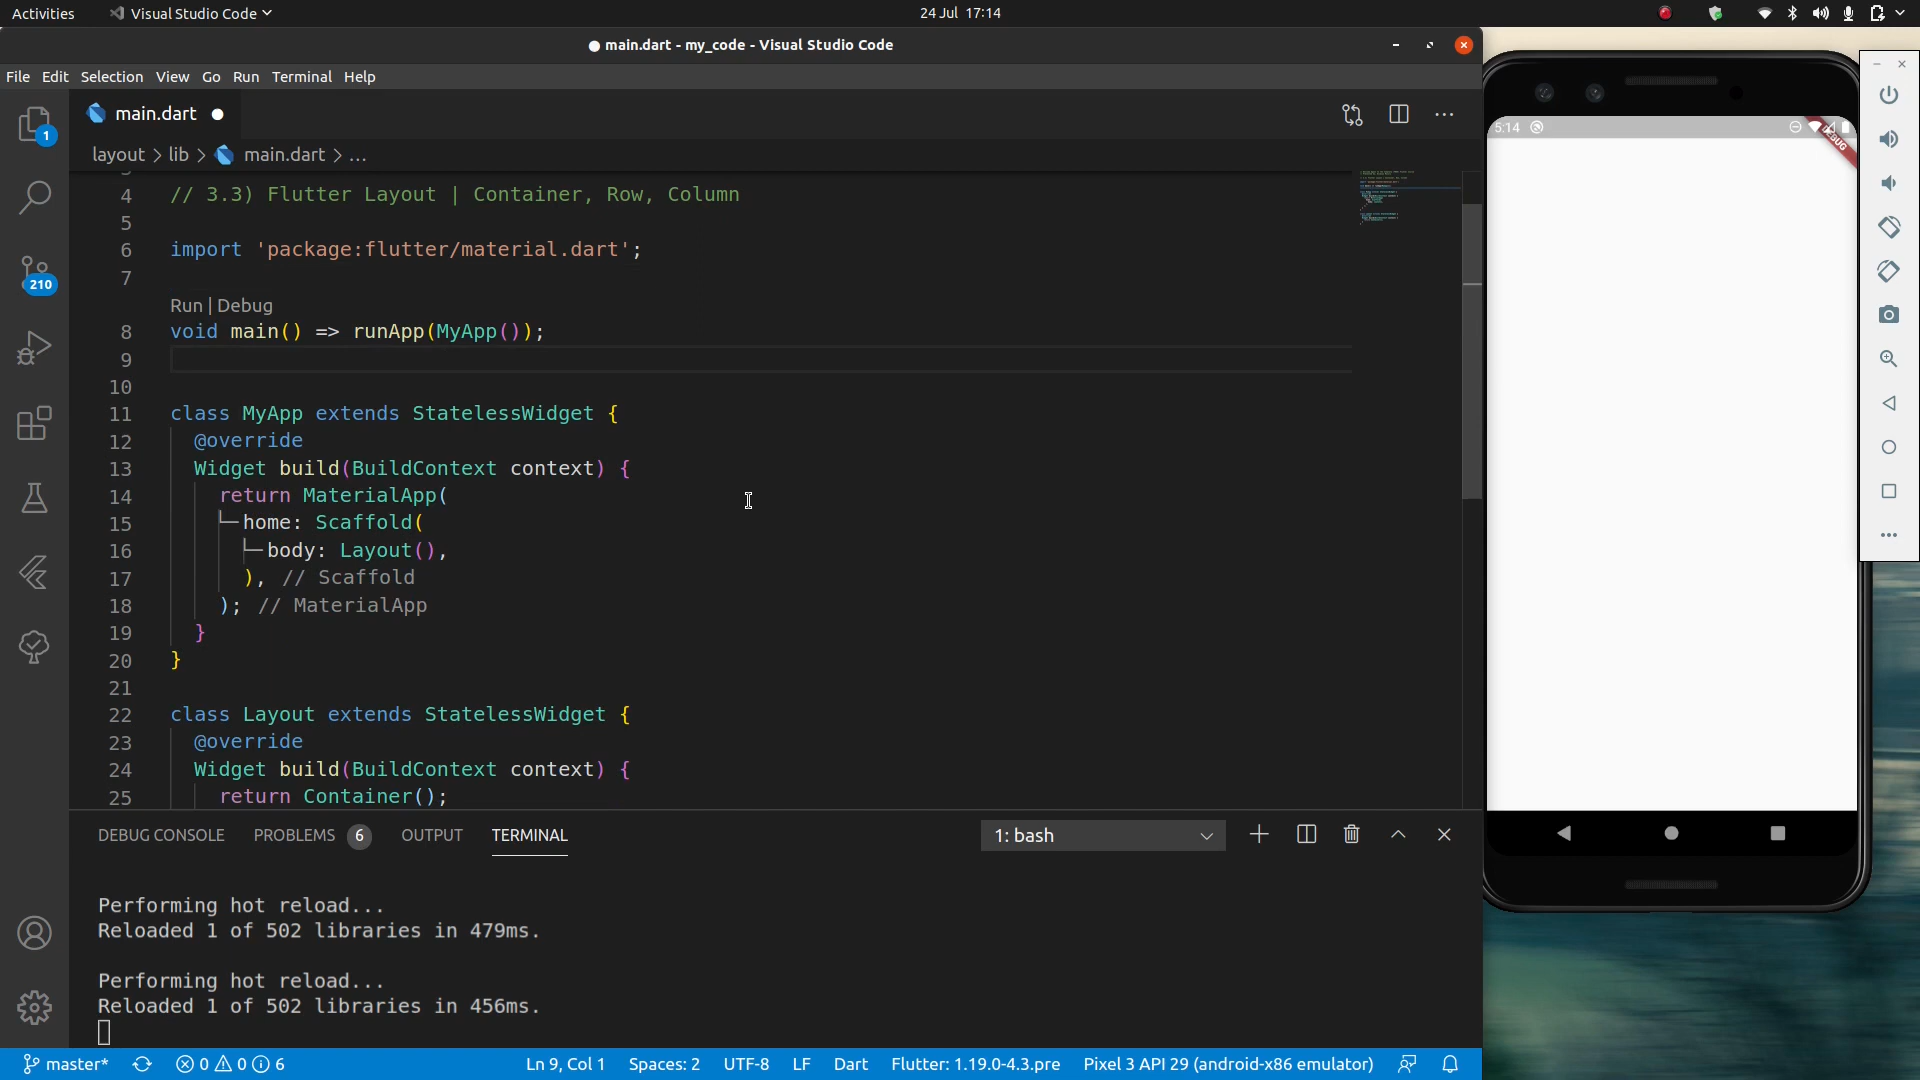 Activities
Visual Studio Code
24 Jul 17:14
● main.dart - my_code - Visual Studio Code
File Edit Selection View Go Run Terminal Help
1
main.dart
layout > lib > main.dart > ...
210
4 // 3.3) Flutter Layout | Container, Row, Column
5
6 import 'package:flutter/material.dart';
7
Run | Debug
8 void main() => runApp(MyApp());
9
10
11 class MyApp extends StatelessWidget {
12 @override
13 Widget build(BuildContext context) {
14 return MaterialApp(
15 home: Scaffold(
16 body: Layout(),
17 ), // Scaffold
18 ); // MaterialApp
19 }
20 }
21
22 class Layout extends StatelessWidget {
23 @override
24 Widget build(BuildContext context) {
25 return Container();
DEBUG CONSOLE PROBLEMS 6 OUTPUT TERMINAL
1: bash
Performing hot reload...
Reloaded 1 of 502 libraries in 479ms.
Performing hot reload...
Reloaded 1 of 502 libraries in 456ms.
master* 0 0 6 Ln 9, Col 1 Spaces: 2 UTF-8 LF Dart Flutter: 1.19.0-4.3.pre Pixel 3 API 29 (android-x86 emulator)
5:14
DEBUG